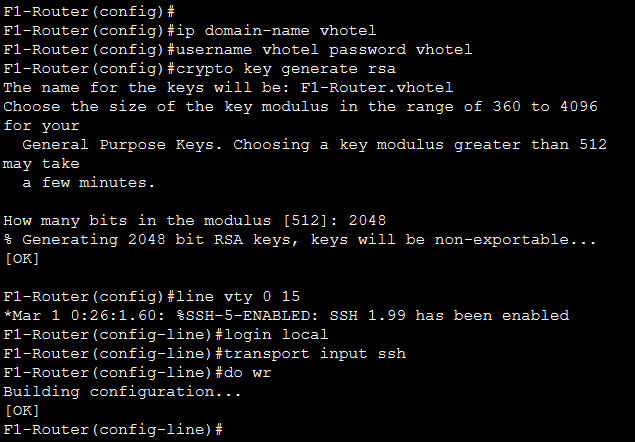 F1-Router(config)#
F1-Router(config)#ip domain-name vhotel
F1-Router(config)#username vhotel password vhotel
F1-Router(config)#crypto key generate rsa
The name for the keys will be: F1-Router.vhotel
Choose the size of the key modulus in the range of 360 to 4096
for your
  General Purpose Keys. Choosing a key modulus greater than 512
may take
  a few minutes.

How many bits in the modulus [512]: 2048
% Generating 2048 bit RSA keys, keys will be non-exportable...
[OK]

F1-Router(config)#line vty 0 15
*Mar 1 0:26:1.60: %SSH-5-ENABLED: SSH 1.99 has been enabled
F1-Router(config-line)#login local
F1-Router(config-line)#transport input ssh
F1-Router(config-line)#do wr
Building configuration...
[OK]
F1-Router(config-line)#